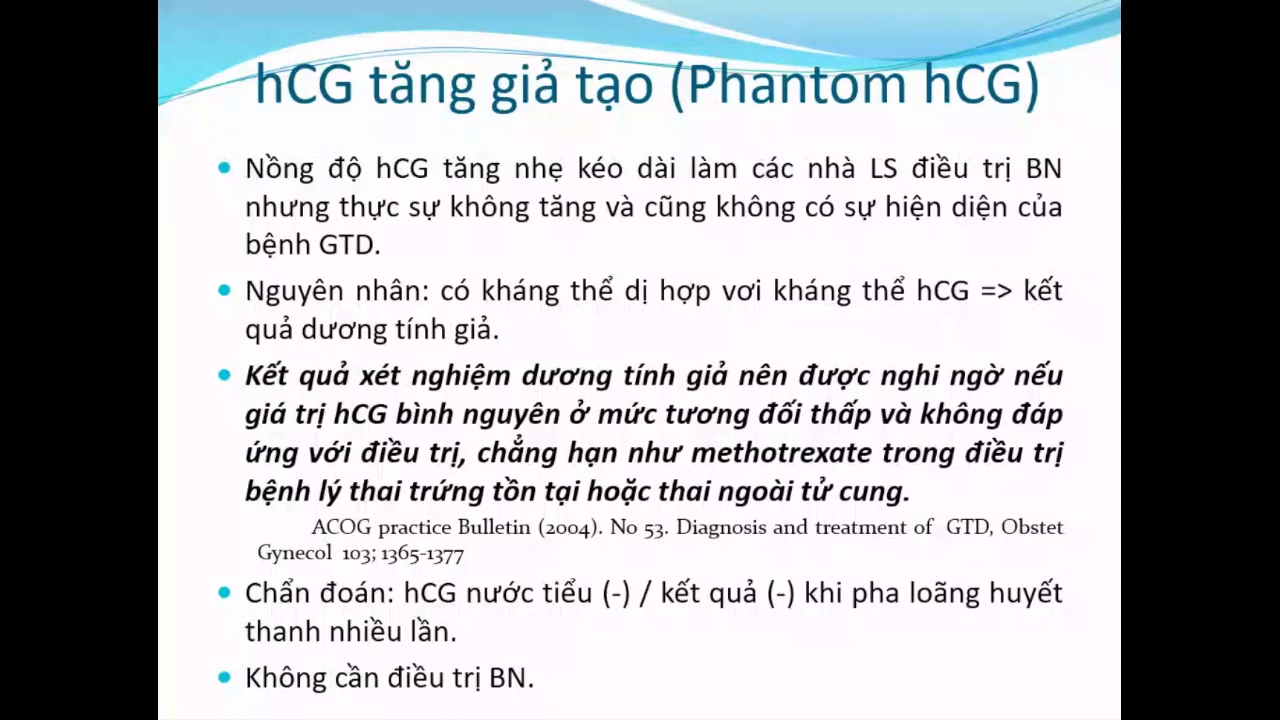 hCG tăng giả tạo (Phantom hCG)
Nồng độ hCG tăng nhẹ kéo dài làm các nhà LS điều trị BN
nhưng thực sự không tăng và cũng không có sự hiện diện của
bệnh GTD.
Nguyên nhân: có kháng thể dị hợp vơi kháng thể hCG => kết
quả dương tính giả.
Kết quả xét nghiệm dương tính giả nên được nghi ngờ nếu
giá trị hCG bình nguyên ở mức tương đối thấp và không đáp
ứng với điều trị, chẳng hạn như methotrexate trong điều trị
bệnh lý thai trứng tồn tại hoặc thai ngoài tử cung.
ACOG practice Bulletin (2004). No 53. Diagnosis and treatment of GTD, Obstet
Gynecol 103; 1365-1377
Chẩn đoán: hCG nước tiểu (-) / kết quả (-) khi pha loãng huyết
thanh nhiều lần.
Không cần điều trị BN.